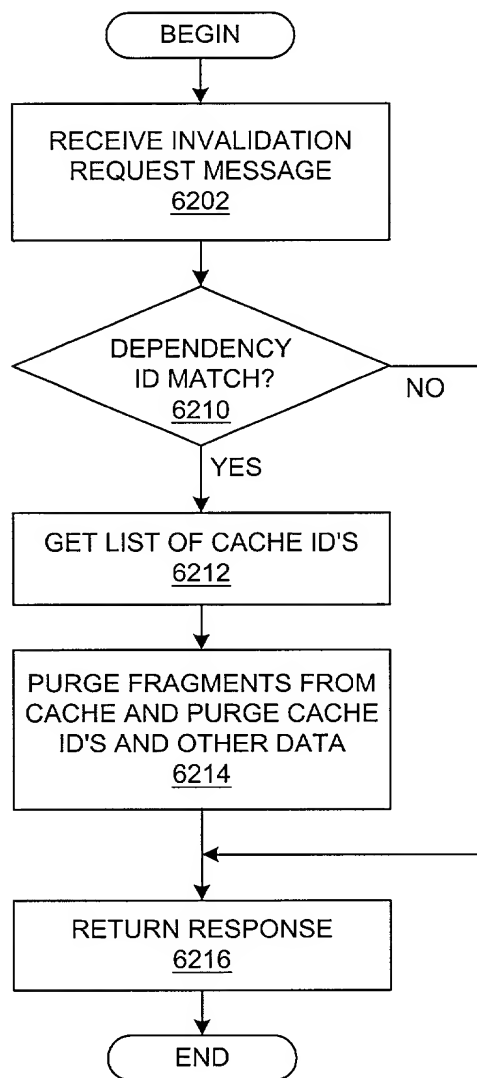 BEGIN
RECEIVE INVALIDATION
REQUEST MESSAGE
6202
DEPENDENCY
ID MATCH?
6210
NO
YES
GET LIST OF CACHE ID'S
6212
PURGE FRAGMENTS FROM
CACHE AND PURGE CACHE
ID'S AND OTHER DATA
6214
RETURN RESPONSE
6216
END